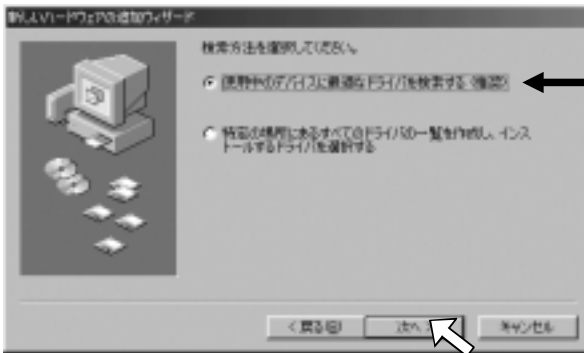 新しいハードウェアの追加ウィザード
検索方法を選択してください。
使用中のデバイスに最適なドライバを検索する (推奨)
特定の場所にあるすべてのドライバの一覧を作成し、インス
トールするドライバを選択する
< 戻る(B)
次へ >
キャンセル